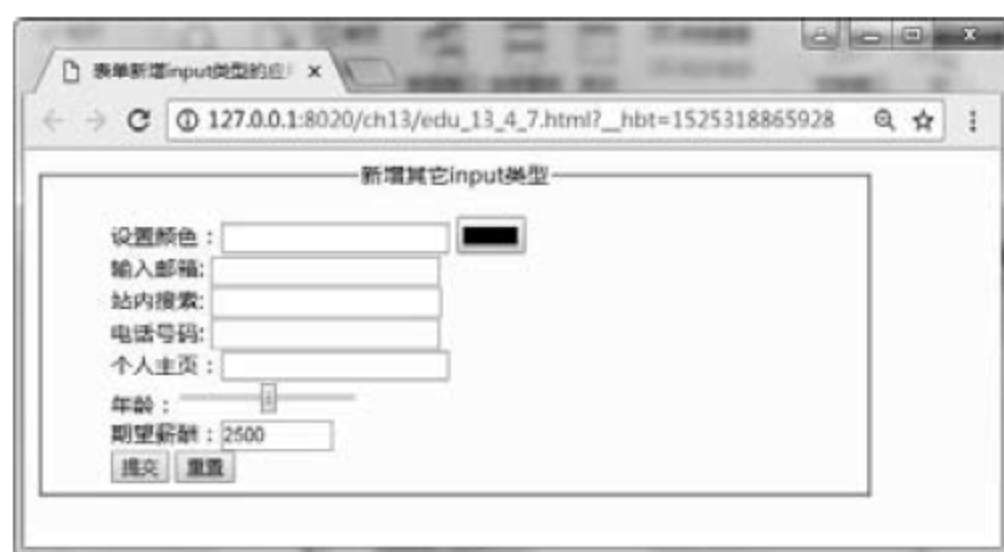 表单新增input类型的应
127.0.0.1:8020/ch13/edu_13_4_7.html?__hbt=1525318865928
新增其它input类型
设置颜色：
输入邮箱:
站内搜索:
电话号码:
个人主页：
年龄：
期望薪酬：2500
提交 重置